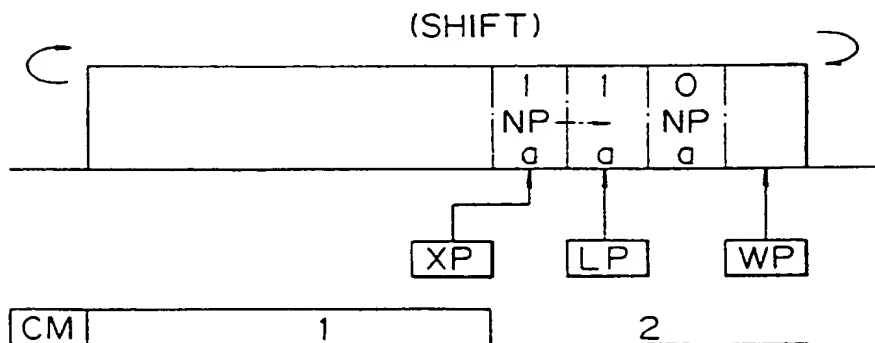 (SHIFT)
1 1 0
NP NP
a a a
XP LP WP
CM 1 2